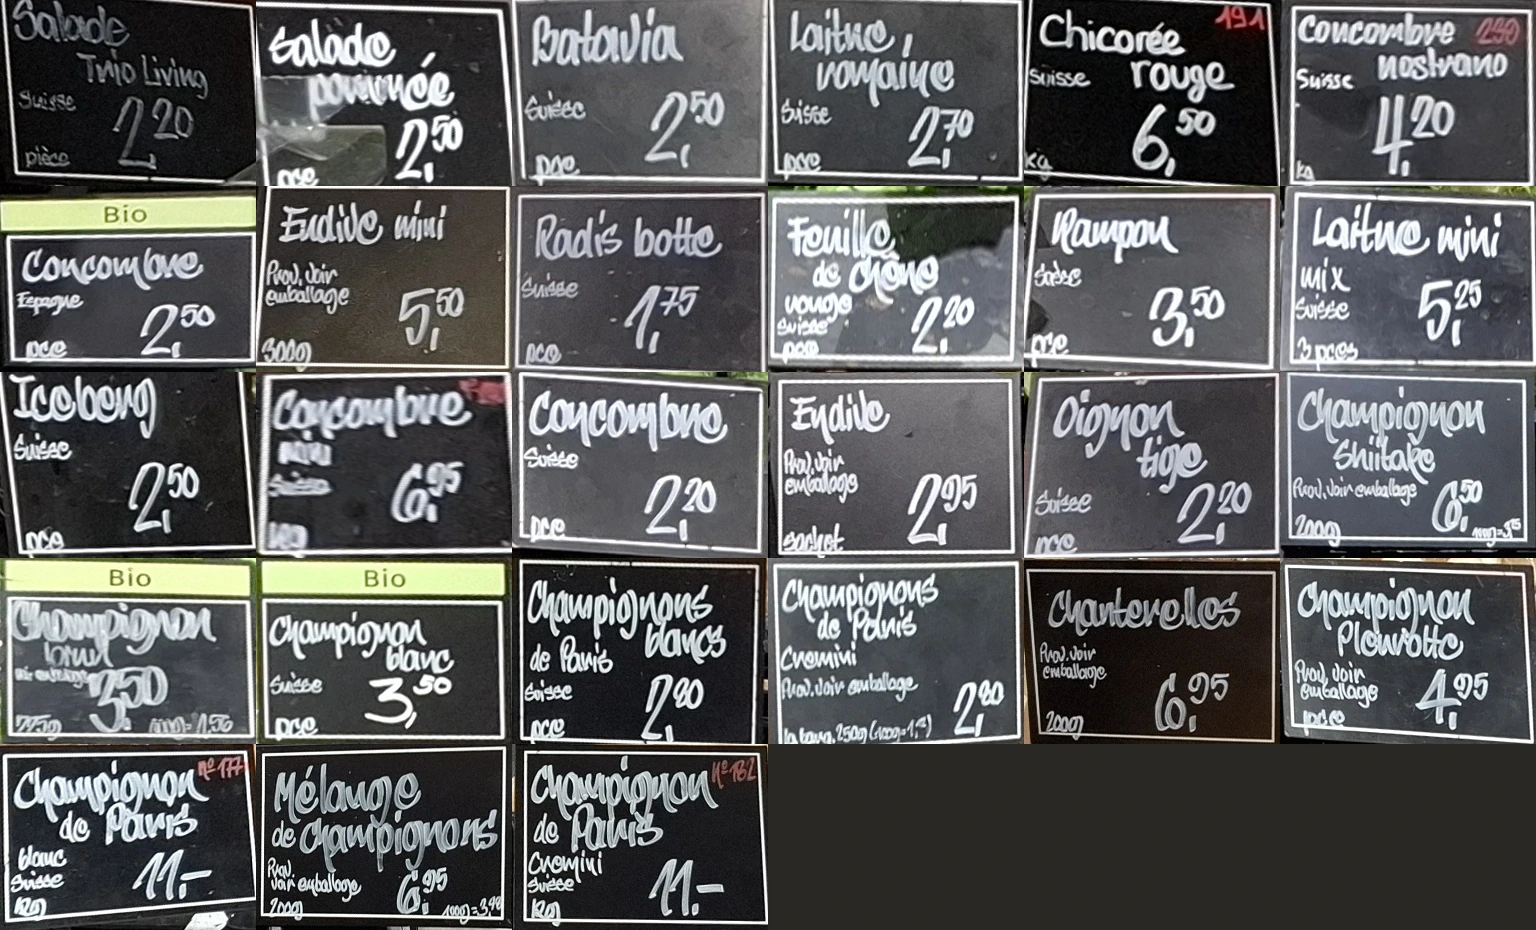 Salade
Trio Living
Suisse
2,20
pièce
Salade
pommée
2,50
pce
Batavia
Suisse
2,50
pce
Laitue
romaine
Suisse
2,70
pce
191
Chicorée
rouge
Suisse
6,50
kg
Concombre 230
nostrano
Suisse
4,20
kg
Bio
Concombre
Espagne
2,50
pce
Endive mini
Prov. voir
emballage
5,50
300g
Radis botte
Suisse
1,75
pce
Feuille
de chêne
rouge
Suisse
2,20
pce
Rampon
Suisse
3,50
pce
Laitue mini
mix
Suisse
5,25
3 pces
Iceberg
Suisse
2,50
pce
Concombre
mini
Suisse
6,95
Concombre
Suisse
2,20
pce
Endive
Prov. voir
emballage
2,95
sachet
Oignon
tige
Suisse
2,20
pce
Champignon
Shiitake
Prov. voir emballage
6,50
200g
Bio
Champignon
brun
3,50
Bio
Champignon
blanc
Suisse
3,50
pce
Champignons
de Paris blancs
Suisse
2,80
pce
Champignons
de Paris
Cremini
Prov. voir emballage
2,80
250g
Chanterelles
Prov. voir
emballage
6,95
200g
Champignon
Pleurotte
Prov. voir
emballage
4,95
pce
n° 177
Champignon
de Paris
blanc
Suisse
11.-
kg
Mélange
de champignons
Prov.
voir emballage
6,95
200g
n° 182
Champignon
de Paris
Cremini
Suisse
11.-
kg